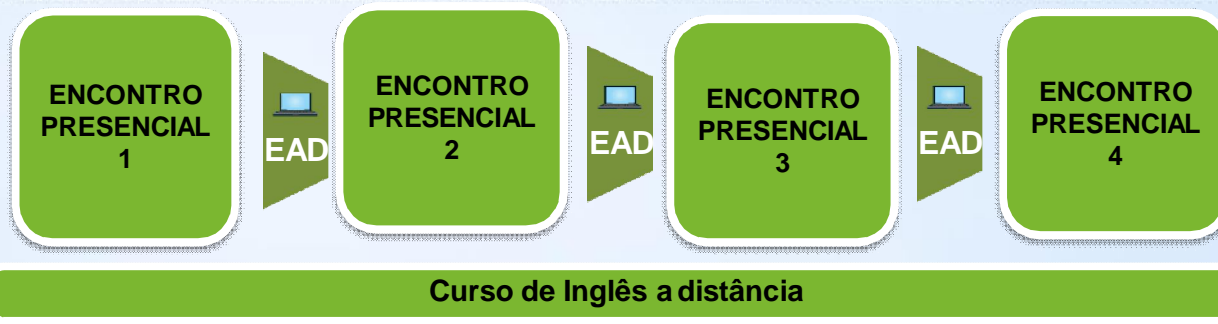 ENCONTRO
PRESENCIAL
1
EAD
ENCONTRO
PRESENCIAL
2
EAD
ENCONTRO
PRESENCIAL
3
EAD
ENCONTRO
PRESENCIAL
4
Curso de Inglês a distância